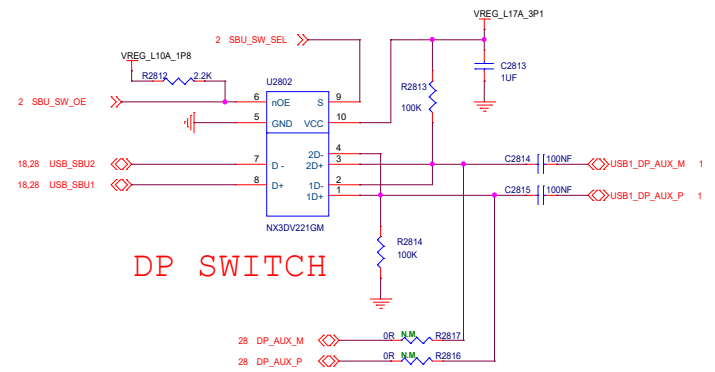 VREG_L17A_3P1
2 SBU_SW_SEL
VREG_L10A_1P8
C2813
1UF
R2812 2.2K
U2802
R2813
100K
2 SBU_SW_OE
6 nOE S 9
5 GND VCC 10
2D- 4
18,28 USB_SBU2 7 D - 2D+ 3
C2814 100NF USB1_DP_AUX_M 1
18,28 USB_SBU1 8 D+ 1D- 2
1D+ 1
C2815 100NF USB1_DP_AUX_P 1
NX3DV221GM
R2814
100K
DP SWITCH
28 DP_AUX_M 0R N.M. R2817
28 DP_AUX_P 0R N.M. R2816